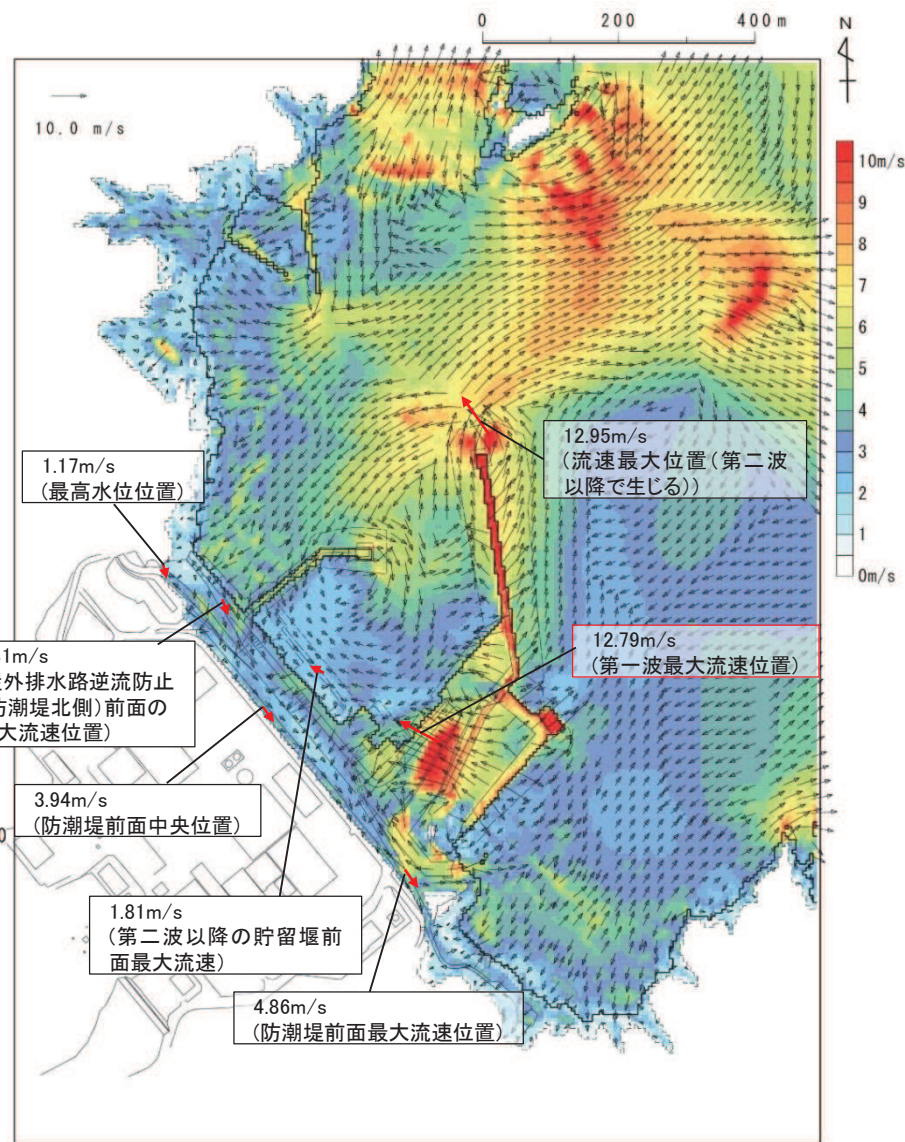 0 200 400 m
N
10.0 m/s
10m/s
9
8
7
6
5
4
3
2
1
0m/s
12.95m/s
(流速最大位置(第二波
以降で生じる))
1.17m/s
(最高水位位置)
12.79m/s
(第一波最大流速位置)
1m/s
外排水路逆流防止
防潮堤北側)前面の
大流速位置)
3.94m/s
(防潮堤前面中央位置)
1.81m/s
(第二波以降の貯留堰前
面最大流速)
4.86m/s
(防潮堤前面最大流速位置)